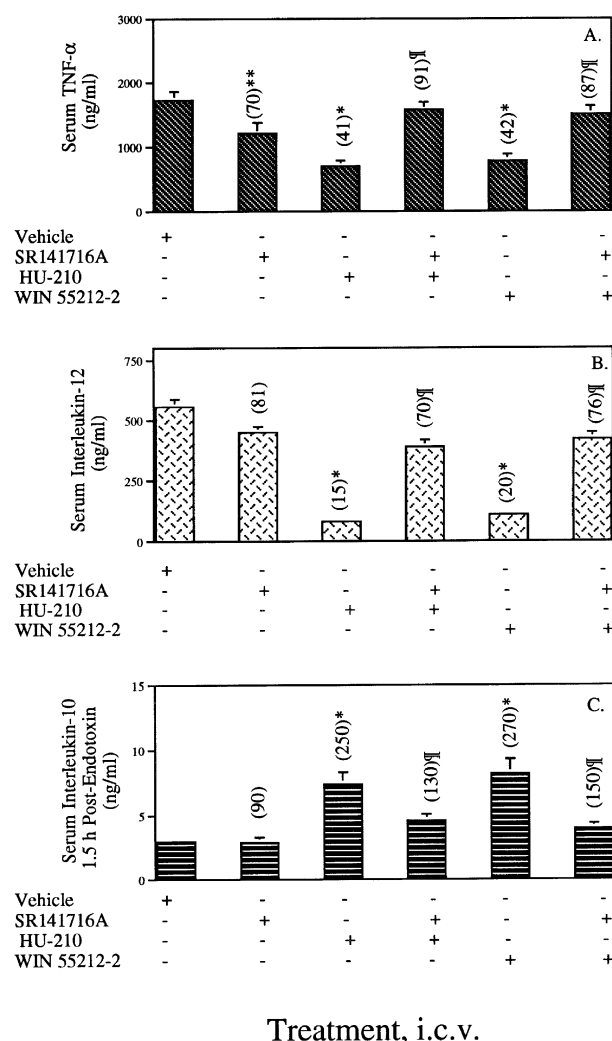 Serum TNF-α
(ng/ml)
3000
2000
1000
0
A.
(70)**
(41)*
(91)¶
(42)*
(87)¶
Vehicle + - - - - -
SR141716A - + - + - +
HU-210 - - + + - -
WIN 55212-2 - - - - + +
Serum Interleukin-12
(ng/ml)
750
500
250
0
B.
(81)
(15)*
(70)¶
(20)*
(76)¶
Vehicle + - - - - -
SR141716A - + - + - +
HU-210 - - + + - -
WIN 55212-2 - - - - + +
Serum Interleukin-10
1.5 h Post-Endotoxin
(ng/ml)
15
10
5
0
C.
(90)
(250)*
(130)¶
(270)*
(150)¶
Vehicle + - - - - -
SR141716A - + - + - +
HU-210 - - + + - -
WIN 55212-2 - - - - + +
Treatment, i.c.v.